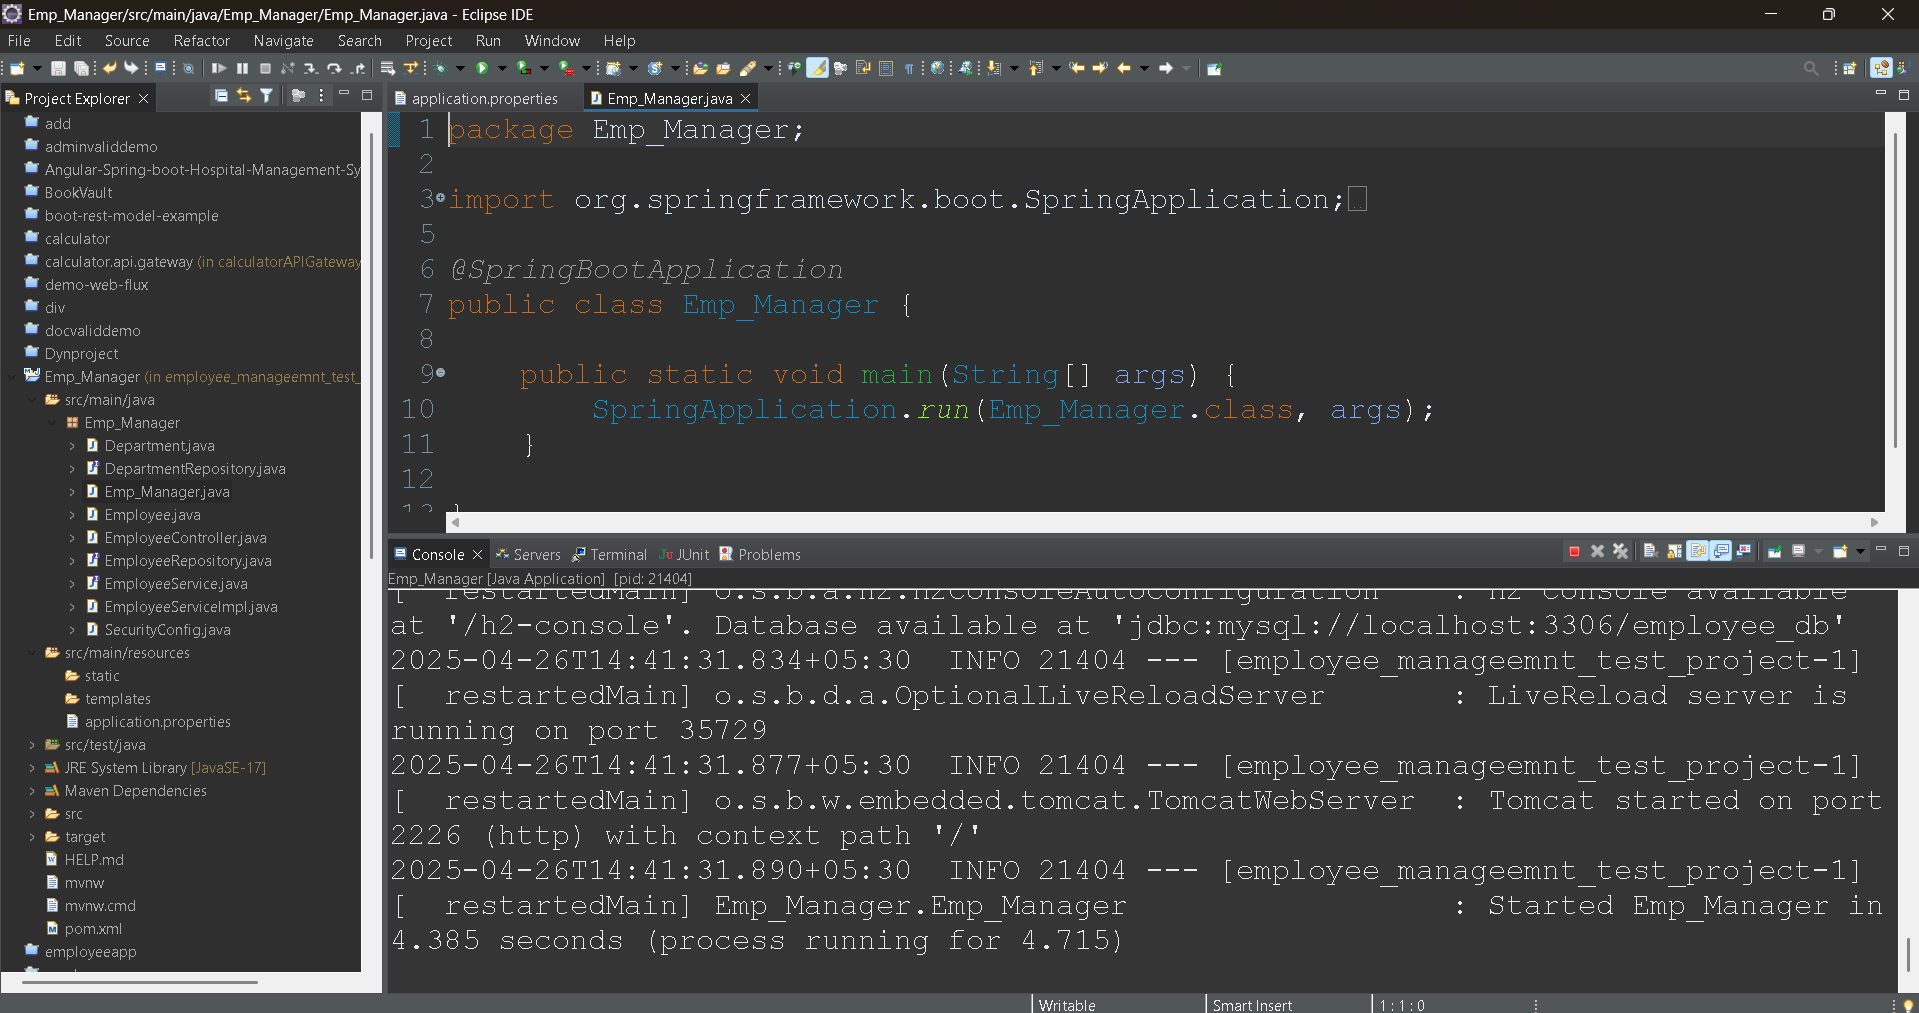 Emp_Manager/src/main/java/Emp_Manager/Emp_Manager.java - Eclipse IDE
File Edit Source Refactor Navigate Search Project Run Window Help
Project Explorer
add
adminvaliddemo
Angular-Spring-boot-Hospital-Management-Sy
BookVault
boot-rest-model-example
calculator
calculator.api.gateway (in calculatorAPIGateway
demo-web-flux
div
docvaliddemo
Dynproject
Emp_Manager (in employee_manageemnt_test_
src/main/java
Emp_Manager
Department.java
DepartmentRepository.java
Emp_Manager.java
Employee.java
EmployeeController.java
EmployeeRepository.java
EmployeeService.java
EmployeeServiceImpl.java
SecurityConfig.java
src/main/resources
static
templates
application.properties
src/test/java
JRE System Library [JavaSE-17]
Maven Dependencies
src
target
HELP.md
mvnw
mvnw.cmd
pom.xml
employeeapp
application.properties Emp_Manager.java
1 package Emp_Manager;
2
3 import org.springframework.boot.SpringApplication;
5
6 @SpringBootApplication
7 public class Emp_Manager {
8
9 public static void main(String[] args) {
10 SpringApplication.run(Emp_Manager.class, args);
11 }
12
13 }
Console Servers Terminal JUnit Problems
Emp_Manager [Java Application] [pid: 21404]
[ restartedMain] o.s.b.a.h2.H2ConsoleAutoConfiguration : H2 console available
at '/h2-console'. Database available at 'jdbc:mysql://localhost:3306/employee_db'
2025-04-26T14:41:31.834+05:30 INFO 21404 --- [employee_manageemnt_test_project-1]
[ restartedMain] o.s.b.d.a.OptionalLiveReloadServer : LiveReload server is
running on port 35729
2025-04-26T14:41:31.877+05:30 INFO 21404 --- [employee_manageemnt_test_project-1]
[ restartedMain] o.s.b.w.embedded.tomcat.TomcatWebServer : Tomcat started on port
2226 (http) with context path '/'
2025-04-26T14:41:31.890+05:30 INFO 21404 --- [employee_manageemnt_test_project-1]
[ restartedMain] Emp_Manager.Emp_Manager : Started Emp_Manager in
4.385 seconds (process running for 4.715)
Writable Smart Insert 1 : 1 : 0